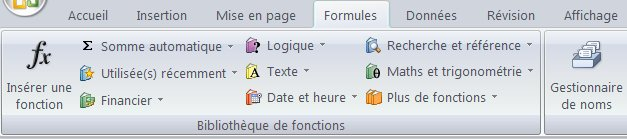 Accueil Insertion Mise en page Formules Données Révision Affichage
fx
Insérer une
fonction
Σ Somme automatique
Utilisée(s) récemment
Financier
? Logique
A Texte
Date et heure
Recherche et référence
θ Maths et trigonométrie
Plus de fonctions
Gestionnaire
de noms
Bibliothèque de fonctions